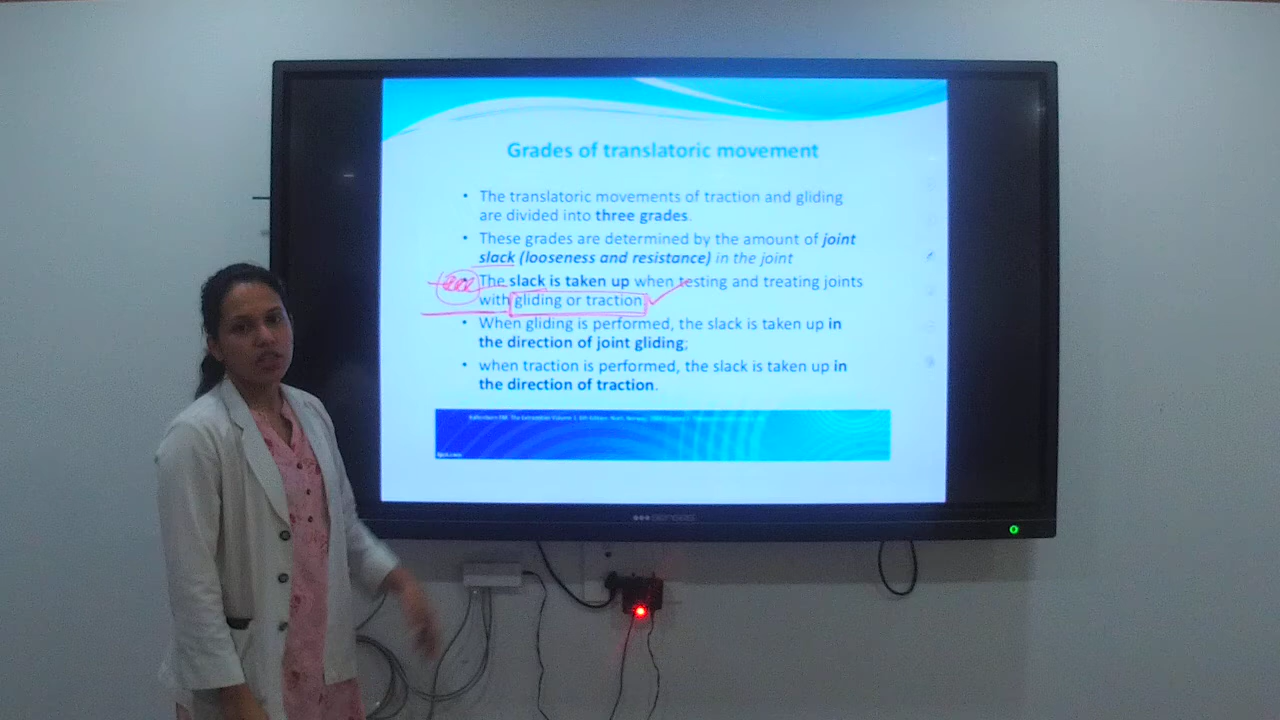 Grades of translatoric movement
• The translatoric movements of traction and gliding
are divided into three grades.
• These grades are determined by the amount of joint
slack (looseness and resistance) in the joint
• The slack is taken up when testing and treating joints
with gliding or traction
• When gliding is performed, the slack is taken up in
the direction of joint gliding;
• when traction is performed, the slack is taken up in
the direction of traction.
senses